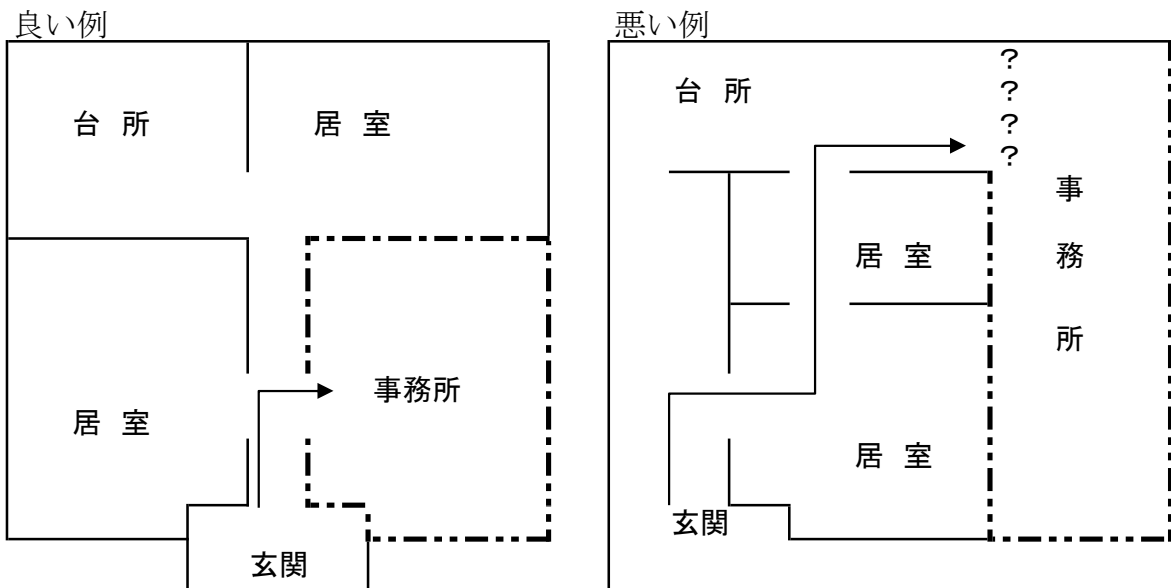 良い例
台 所
居 室
居 室
事務所
玄関
悪い例
台 所
?
?
?
?
事
務
所
居 室
居 室
玄関